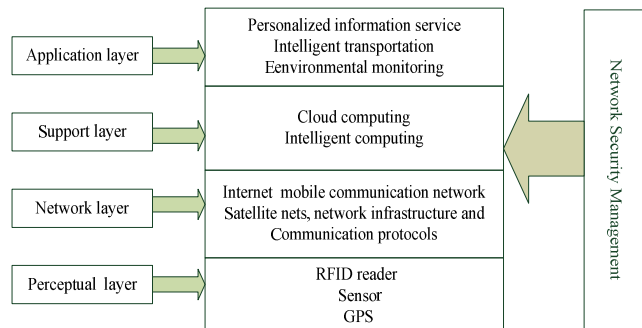 Application layer
Personalized information service
Intelligent transportation
Eenvironmental monitoring
Support layer
Cloud computing
Intelligent computing
Network layer
Internet mobile communication network
Satellite nets, network infrastructure and
Communication protocols
Perceptual layer
RFID reader
Sensor
GPS
Network Security Management